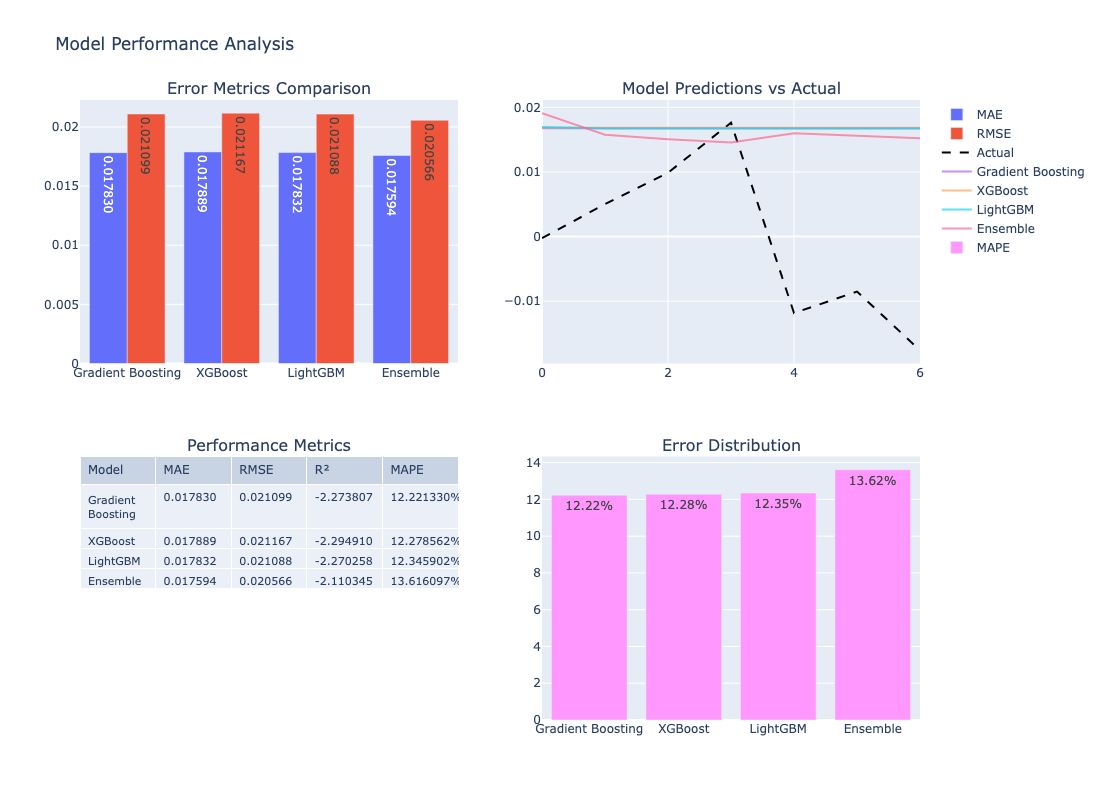 Model Performance Analysis
Error Metrics Comparison
0.02
0.015
0.01
0.005
0
0.017830
0.021099
0.017889
0.021167
0.017832
0.021088
0.017594
0.020566
Gradient Boosting XGBoost LightGBM Ensemble
Model Predictions vs Actual
0.02
0.01
0
−0.01
0 2 4 6
MAE
RMSE
Actual
Gradient Boosting
XGBoost
LightGBM
Ensemble
MAPE
Performance Metrics
Model MAE RMSE R² MAPE
Gradient
Boosting
0.017830 0.021099 -2.273807 12.221330%
XGBoost 0.017889 0.021167 -2.294910 12.278562%
LightGBM 0.017832 0.021088 -2.270258 12.345902%
Ensemble 0.017594 0.020566 -2.110345 13.616097%
Error Distribution
14
12
10
8
6
4
2
0
12.22% 12.28% 12.35% 13.62%
Gradient Boosting XGBoost LightGBM Ensemble